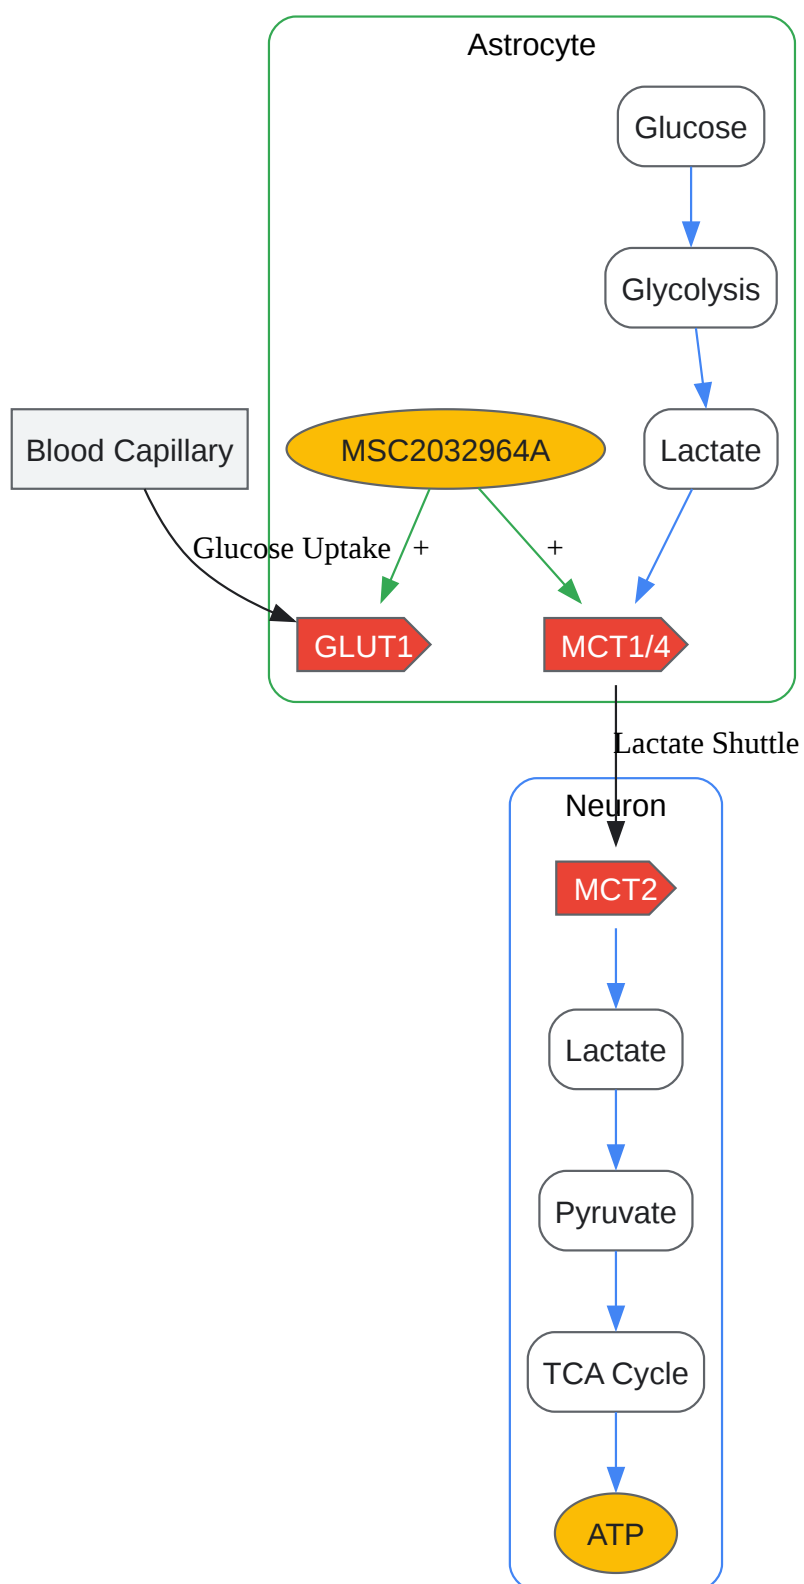 Astrocyte
Glucose
Glycolysis
Blood Capillary
MSC2032964A
Lactate
Glucose Uptake
+
+
GLUT1
MCT1/4
Lactate Shuttle
Neuron
MCT2
Lactate
Pyruvate
TCA Cycle
ATP